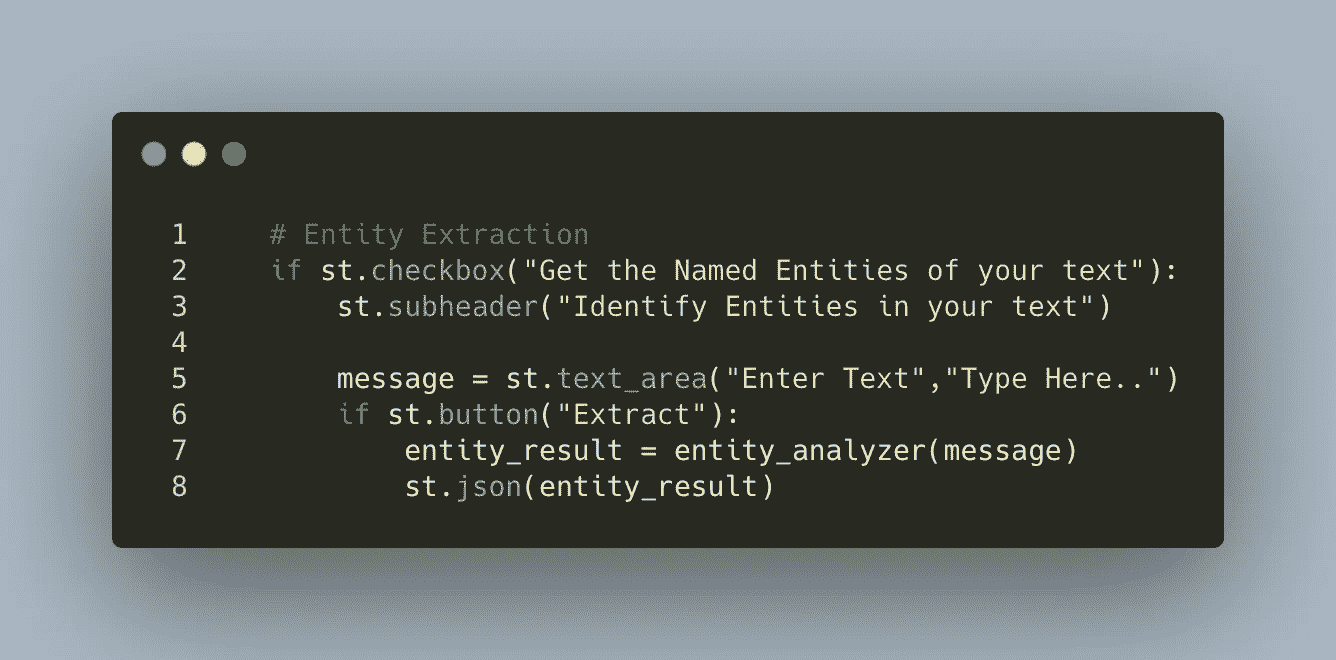 1 # Entity Extraction
2 if st.checkbox("Get the Named Entities of your text"):
3 st.subheader("Identify Entities in your text")
4
5 message = st.text_area("Enter Text","Type Here..")
6 if st.button("Extract"):
7 entity_result = entity_analyzer(message)
8 st.json(entity_result)